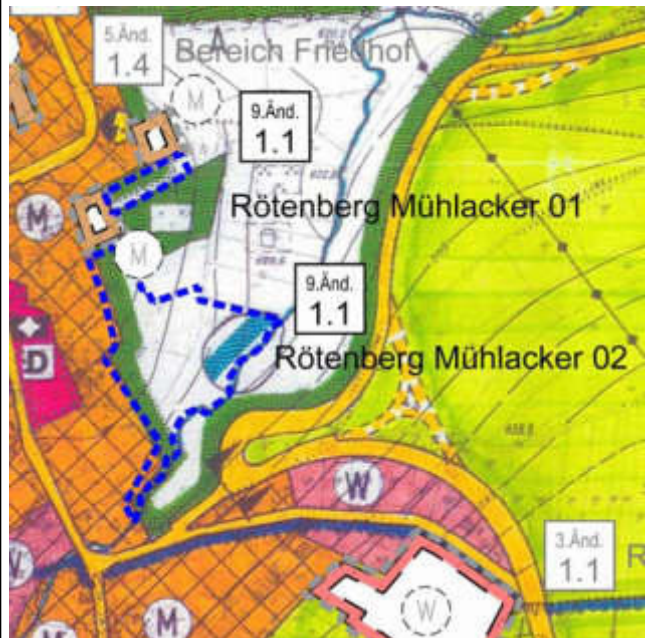 5.Änd.
1.4
Bereich Friedhof
M
9.Änd.
1.1
Rötenberg Mühlacker 01
M
M
9.Änd.
1.1
Rötenberg Mühlacker 02
D
W
M
3.Änd.
1.1
R
W
M
M